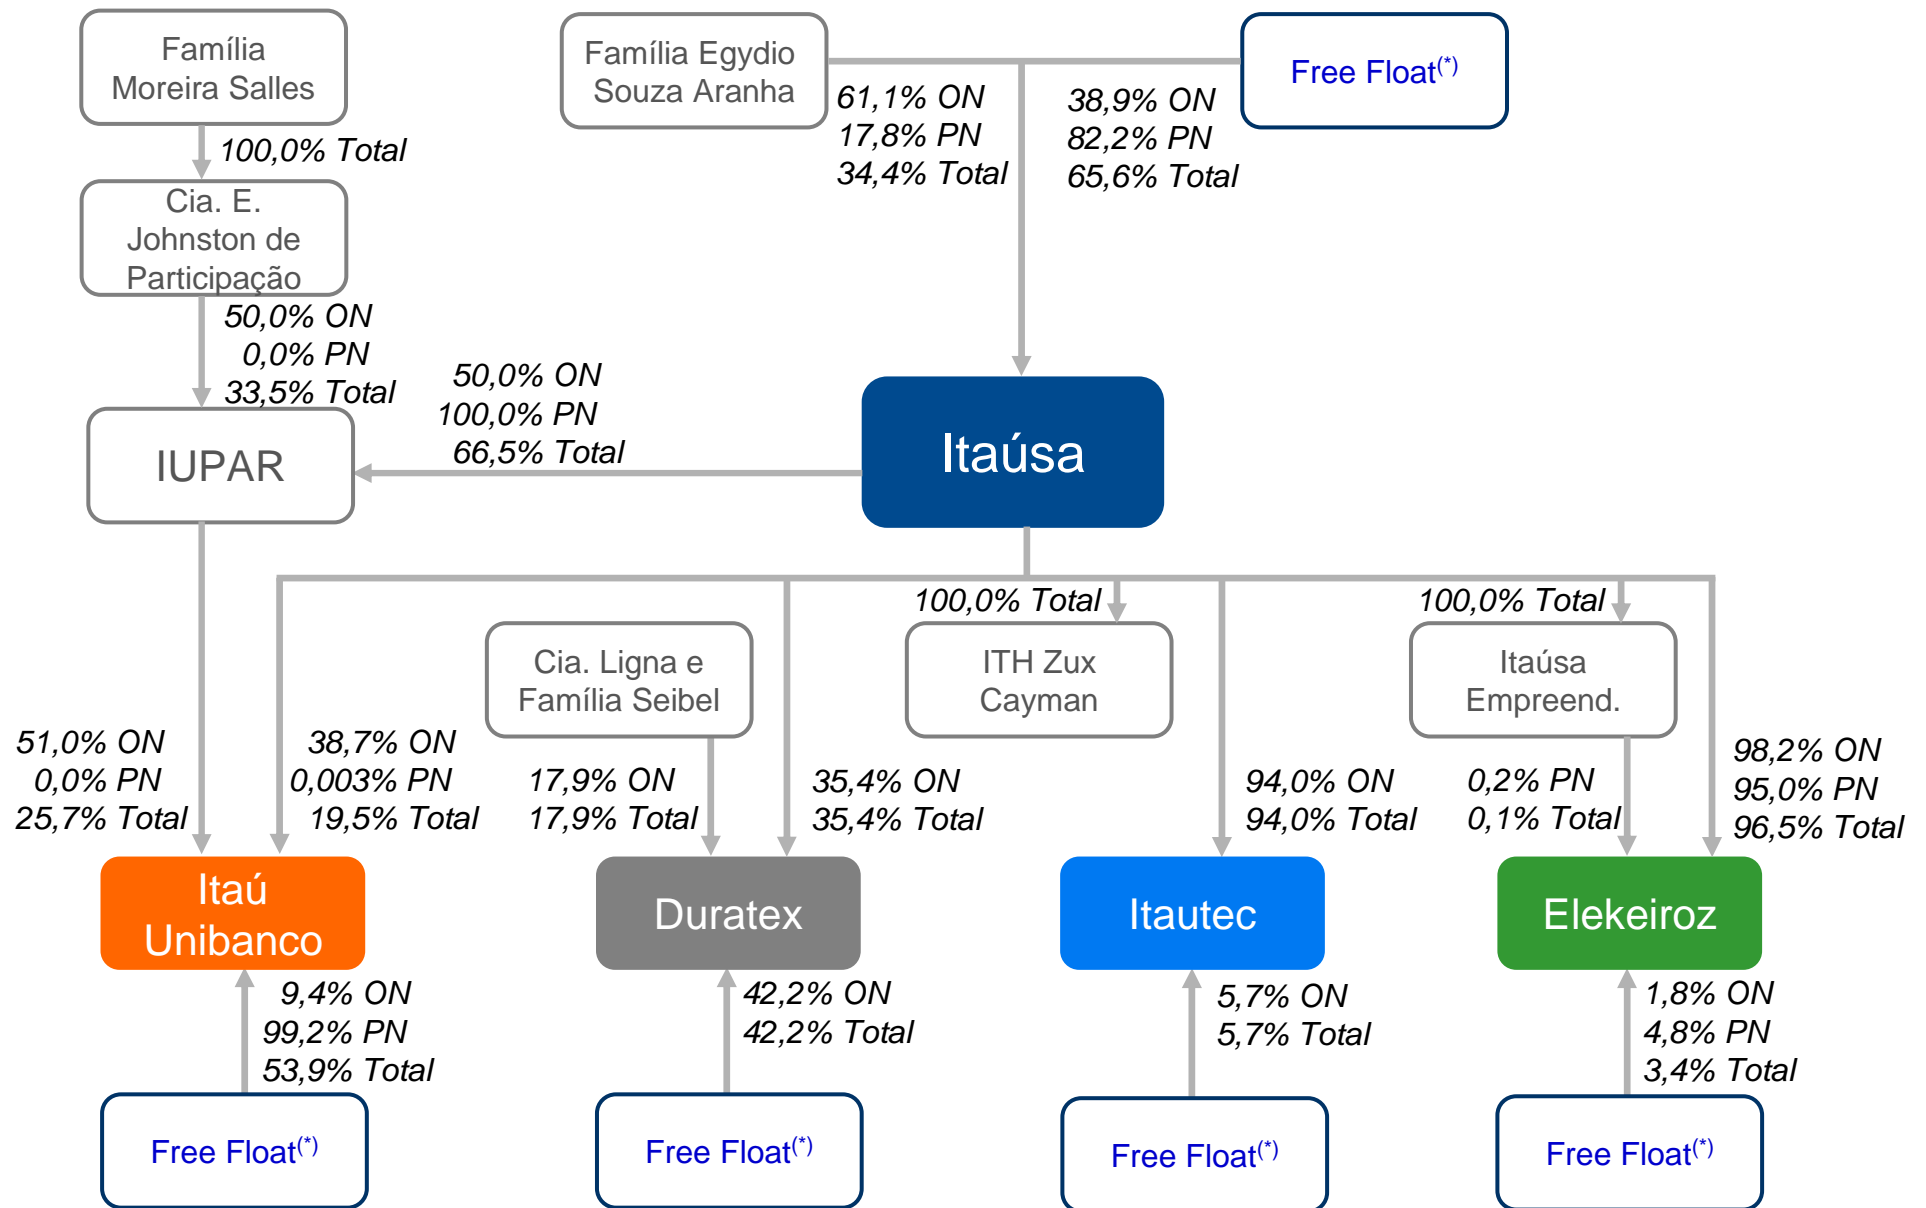 Família
Moreira Salles
Família Egydio
Souza Aranha
Free Float(*)
61,1% ON
17,8% PN
34,4% Total
38,9% ON
82,2% PN
65,6% Total
100,0% Total
Cia. E.
Johnston de
Participação
50,0% ON
0,0% PN
33,5% Total
50,0% ON
100,0% PN
66,5% Total
IUPAR
Itaúsa
100,0% Total
100,0% Total
Cia. Ligna e
Família Seibel
ITH Zux
Cayman
Itaúsa
Empreend.
51,0% ON
0,0% PN
25,7% Total
38,7% ON
0,003% PN
19,5% Total
17,9% ON
17,9% Total
35,4% ON
35,4% Total
94,0% ON
94,0% Total
0,2% PN
0,1% Total
98,2% ON
95,0% PN
96,5% Total
Itaú
Unibanco
Duratex
Itautec
Elekeiroz
9,4% ON
99,2% PN
53,9% Total
42,2% ON
42,2% Total
5,7% ON
5,7% Total
1,8% ON
4,8% PN
3,4% Total
Free Float(*)
Free Float(*)
Free Float(*)
Free Float(*)